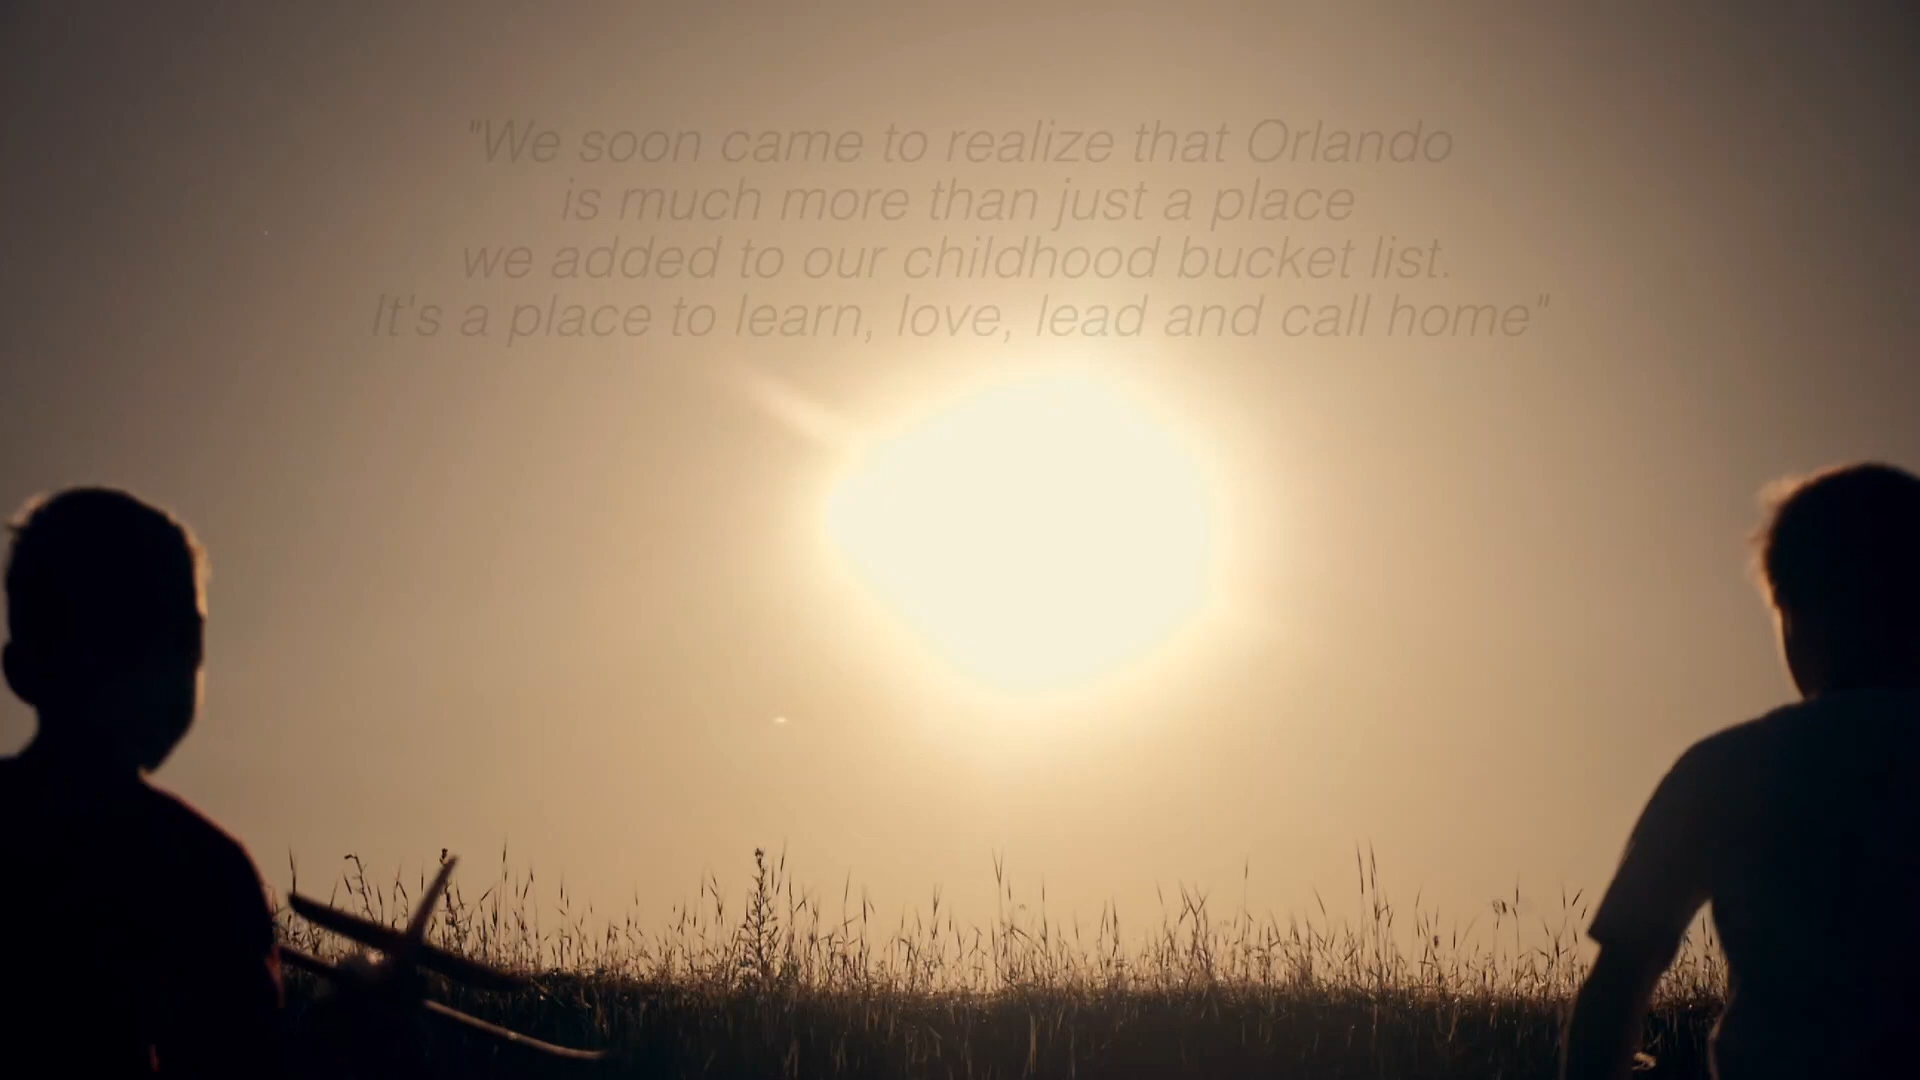 "We soon came to realize that Orlando
is much more than just a place
we added to our childhood bucket list.
It's a place to learn, love, lead and call home"